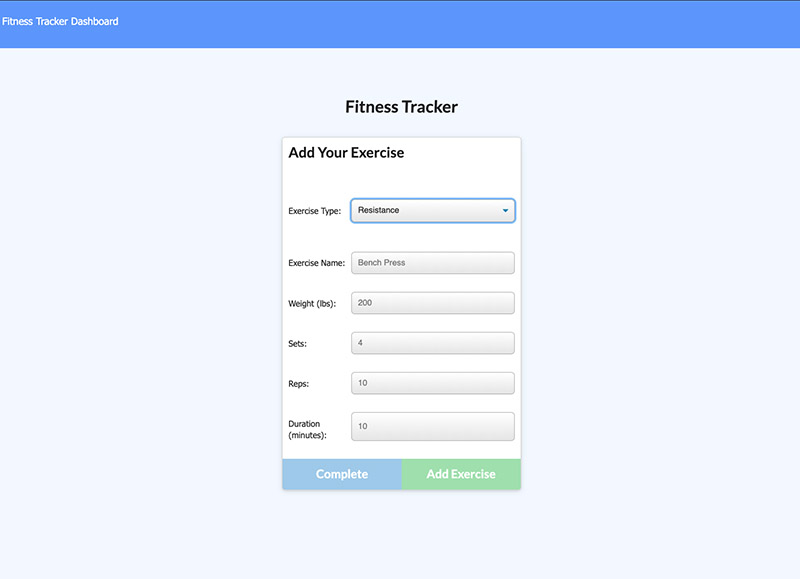 Fitness Tracker Dashboard
Fitness Tracker
Add Your Exercise
Exercise Type: Resistance
Exercise Name: Bench Press
Weight (lbs): 200
Sets: 4
Reps: 10
Duration
(minutes): 10
Complete Add Exercise